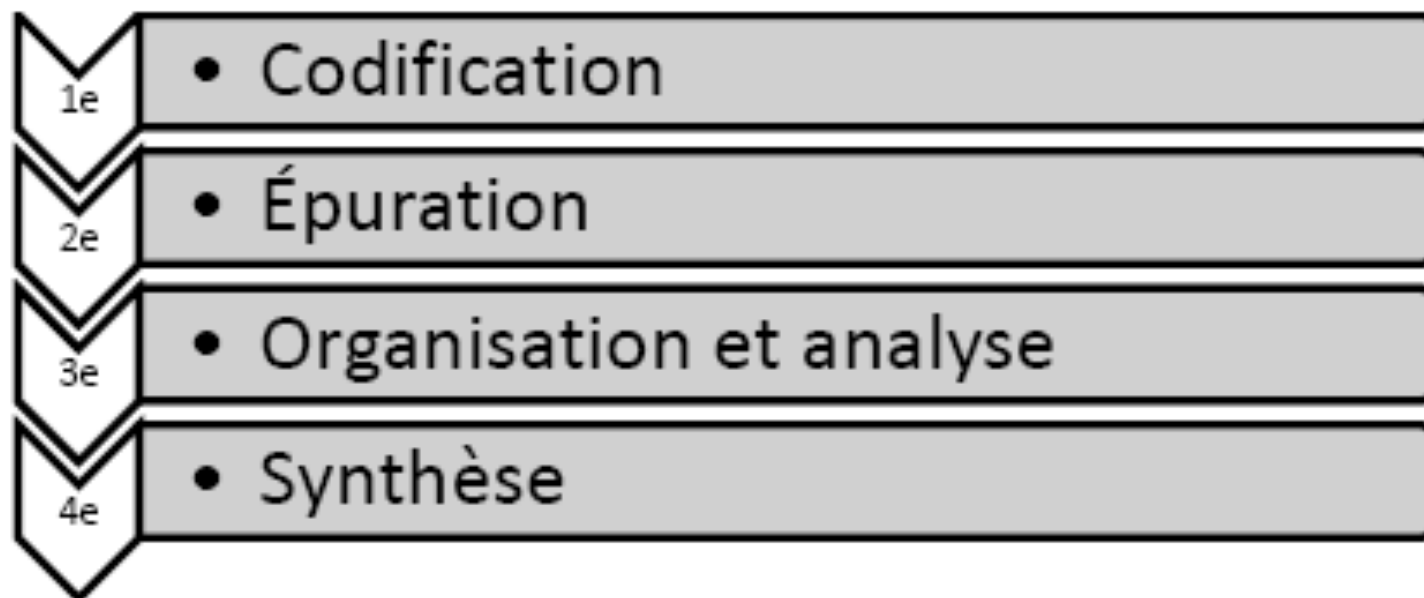 1e
• Codification
2e
• Épuration
3e
• Organisation et analyse
4e
• Synthèse